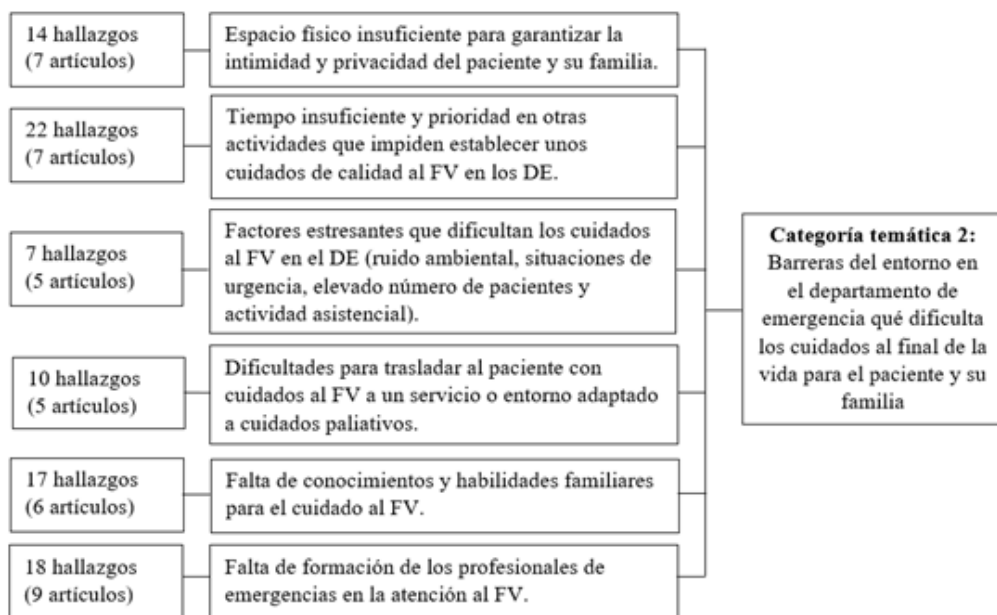 14 hallazgos
(7 artículos)
Espacio físico insuficiente para garantizar la
intimidad y privacidad del paciente y su familia.
22 hallazgos
(7 artículos)
Tiempo insuficiente y prioridad en otras
actividades que impiden establecer unos
cuidados de calidad al FV en los DE.
7 hallazgos
(5 artículos)
Factores estresantes que dificultan los cuidados
al FV en el DE (ruido ambiental, situaciones de
urgencia, elevado número de pacientes y
actividad asistencial).
10 hallazgos
(5 artículos)
Dificultades para trasladar al paciente con
cuidados al FV a un servicio o entorno adaptado
a cuidados paliativos.
17 hallazgos
(6 artículos)
Falta de conocimientos y habilidades familiares
para el cuidado al FV.
18 hallazgos
(9 artículos)
Falta de formación de los profesionales de
emergencias en la atención al FV.
Categoría temática 2:
Barreras del entorno en
el departamento de
emergencia qué dificulta
los cuidados al final de la
vida para el paciente y su
familia